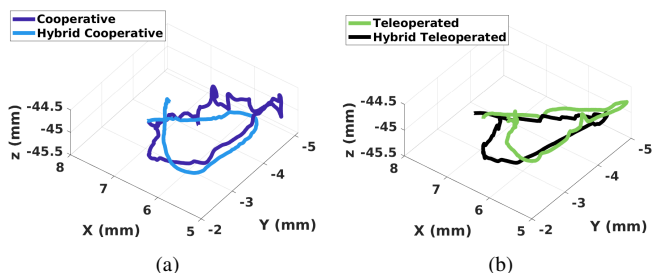 Cooperative
Hybrid Cooperative
z (mm)
-44.5
-45
-45.5
8
7
6
5
X (mm)
-2
-3
-4
-5
Y (mm)
(a)
Teleoperated
Hybrid Teleoperated
z (mm)
-44.5
-45
-45.5
8
7
6
5
X (mm)
-2
-3
-4
-5
Y (mm)
(b)